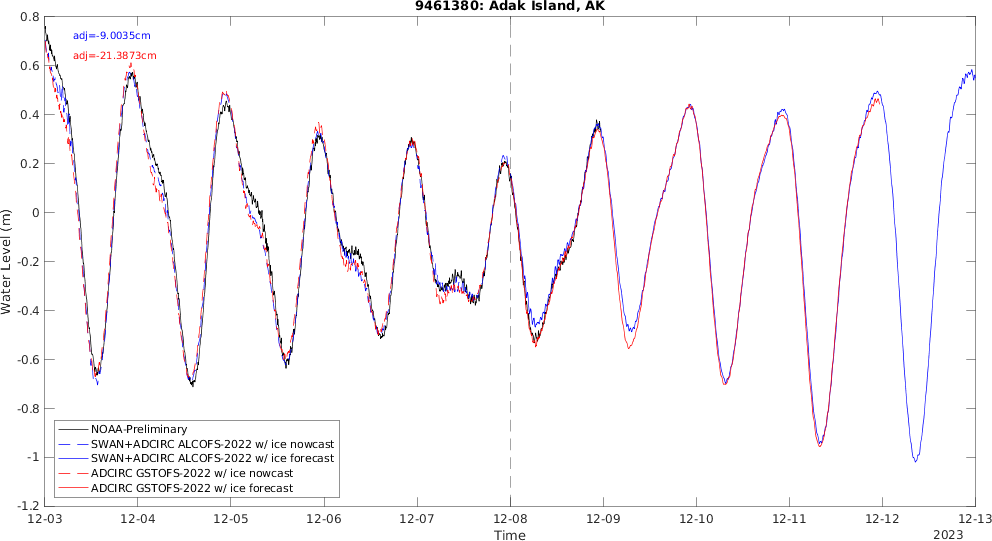 9461380: Adak Island, AK
adj=-9.0035cm
adj=-21.3873cm
Water Level (m)
0.8
0.6
0.4
0.2
0
-0.2
-0.4
-0.6
-0.8
-1
-1.2
NOAA-Preliminary
SWAN+ADCIRC ALCOFS-2022 w/ ice nowcast
SWAN+ADCIRC ALCOFS-2022 w/ ice forecast
ADCIRC GSTOFS-2022 w/ ice nowcast
ADCIRC GSTOFS-2022 w/ ice forecast
12-03 12-04 12-05 12-06 12-07 12-08 12-09 12-10 12-11 12-12 12-13
Time
2023